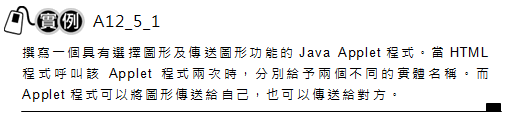 實例 A12_5_1
撰寫一個具有選擇圖形及傳送圖形功能的 Java Applet 程式。當 HTML
程式呼叫該 Applet 程式兩次時，分別給予兩個不同的實體名稱。而
Applet 程式可以將圖形傳送給自己，也可以傳送給對方。